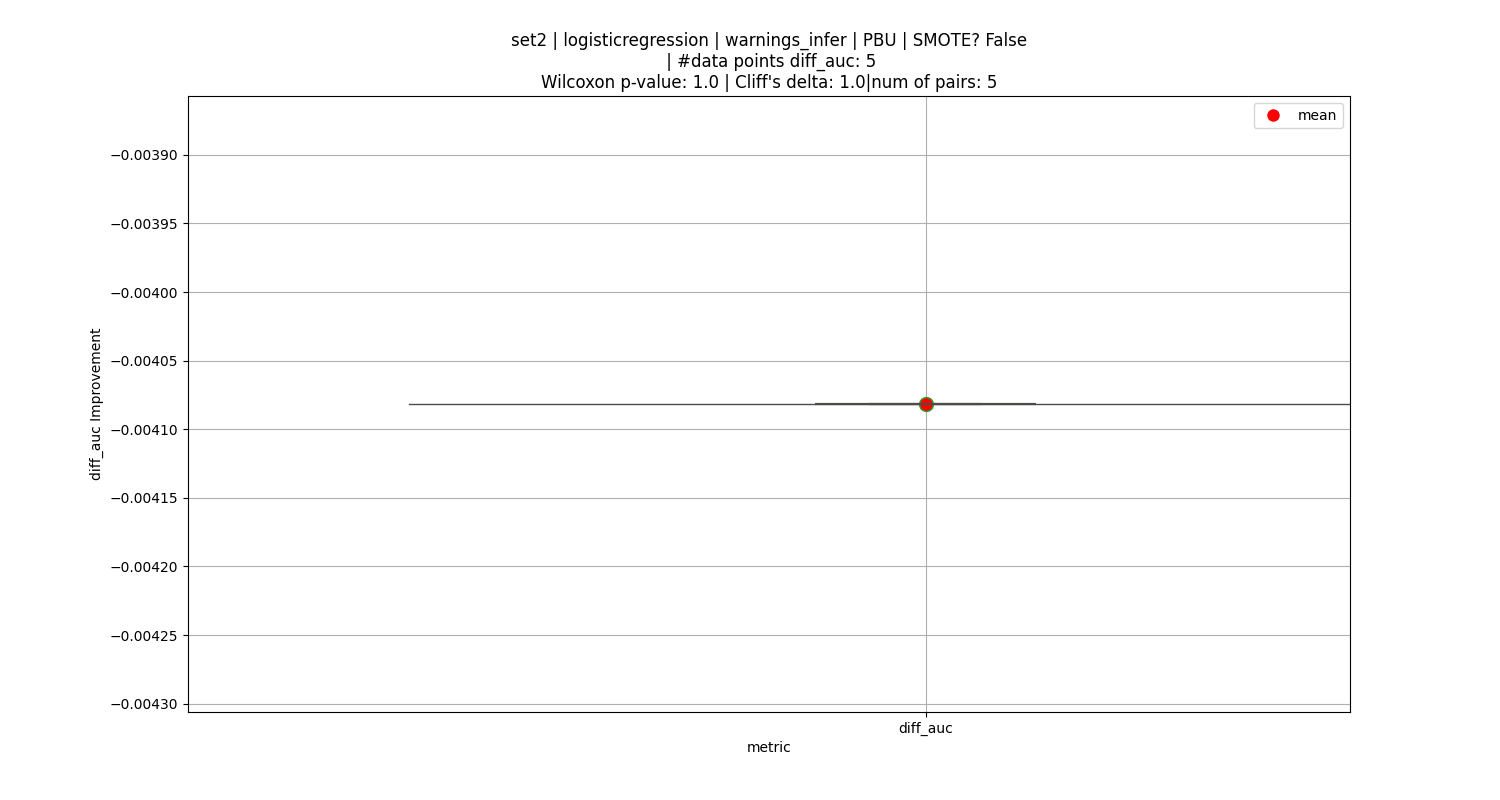 set2 | logisticregression | warnings_infer | PBU | SMOTE? False
| #data points diff_auc: 5
Wilcoxon p-value: 1.0 | Cliff's delta: 1.0|num of pairs: 5
mean
−0.00390
−0.00395
−0.00400
−0.00405
−0.00410
−0.00415
−0.00420
−0.00425
−0.00430
diff_auc Improvement
diff_auc
metric